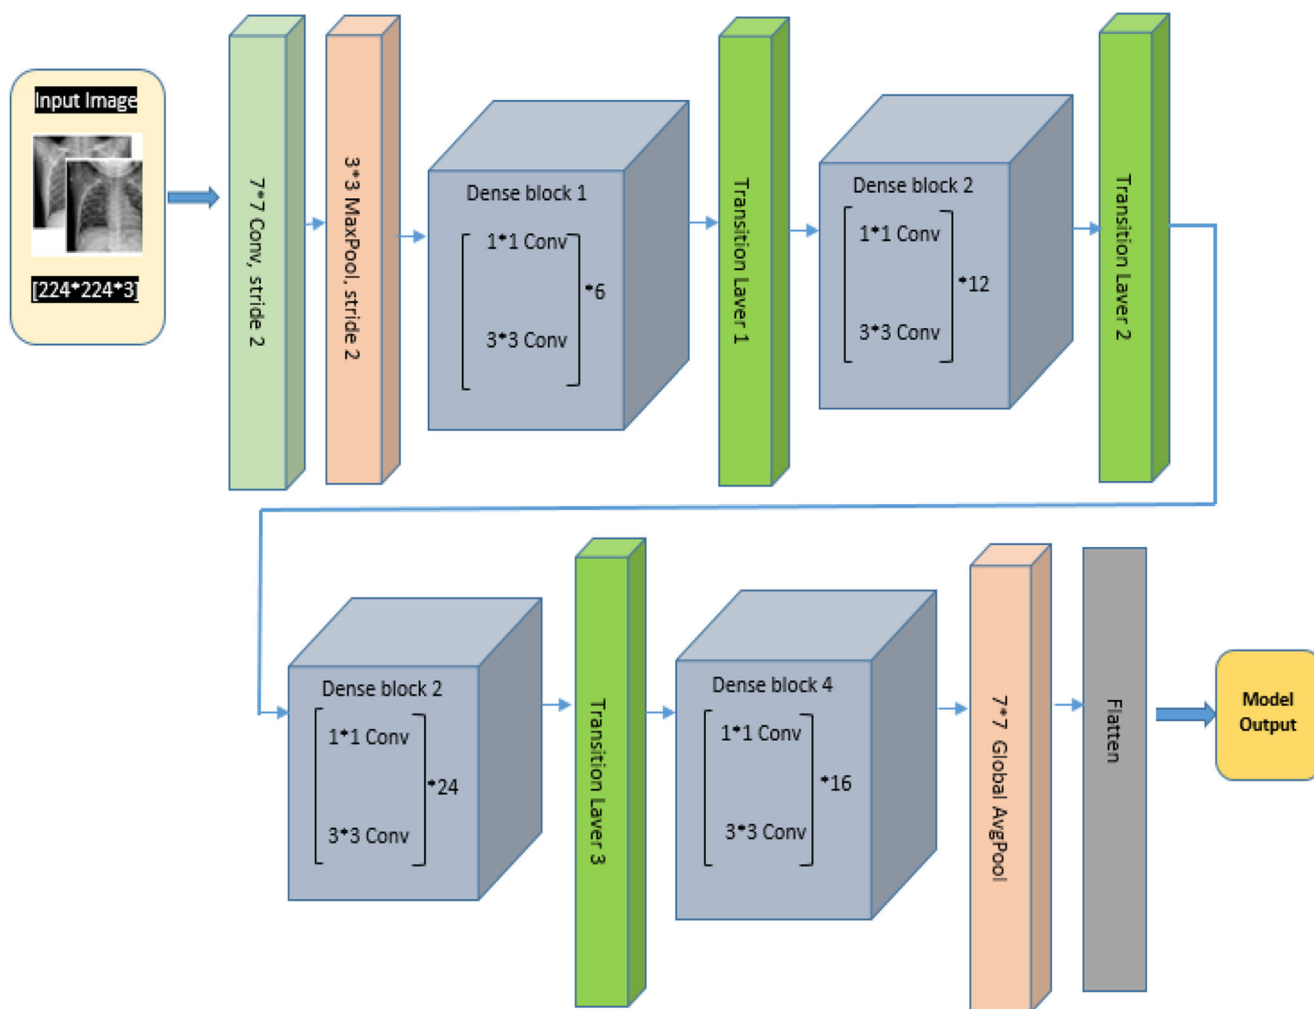 Input Image
[224*224*3]
7*7 Conv, stride 2
3*3 MaxPool, stride 2
Dense block 1
1*1 Conv
*6
3*3 Conv
Transition Laver 1
Dense block 2
1*1 Conv
*12
3*3 Conv
Transition Laver 2
Dense block 2
1*1 Conv
*24
3*3 Conv
Transition Layer 3
Dense block 4
1*1 Conv
*16
3*3 Conv
7*7 Global AvgPool
Flatten
Model
Output